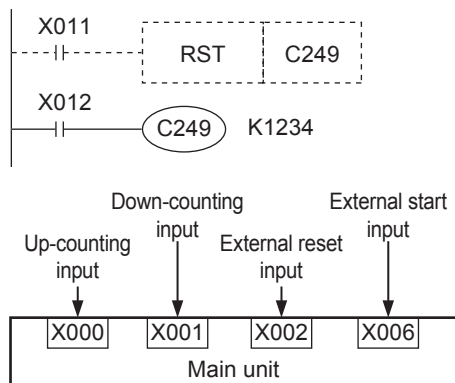 X011
RST C249
X012
C249 K1234
Down-counting input
External start input
Up-counting input
External reset input
X000 X001 X002 X006
Main unit